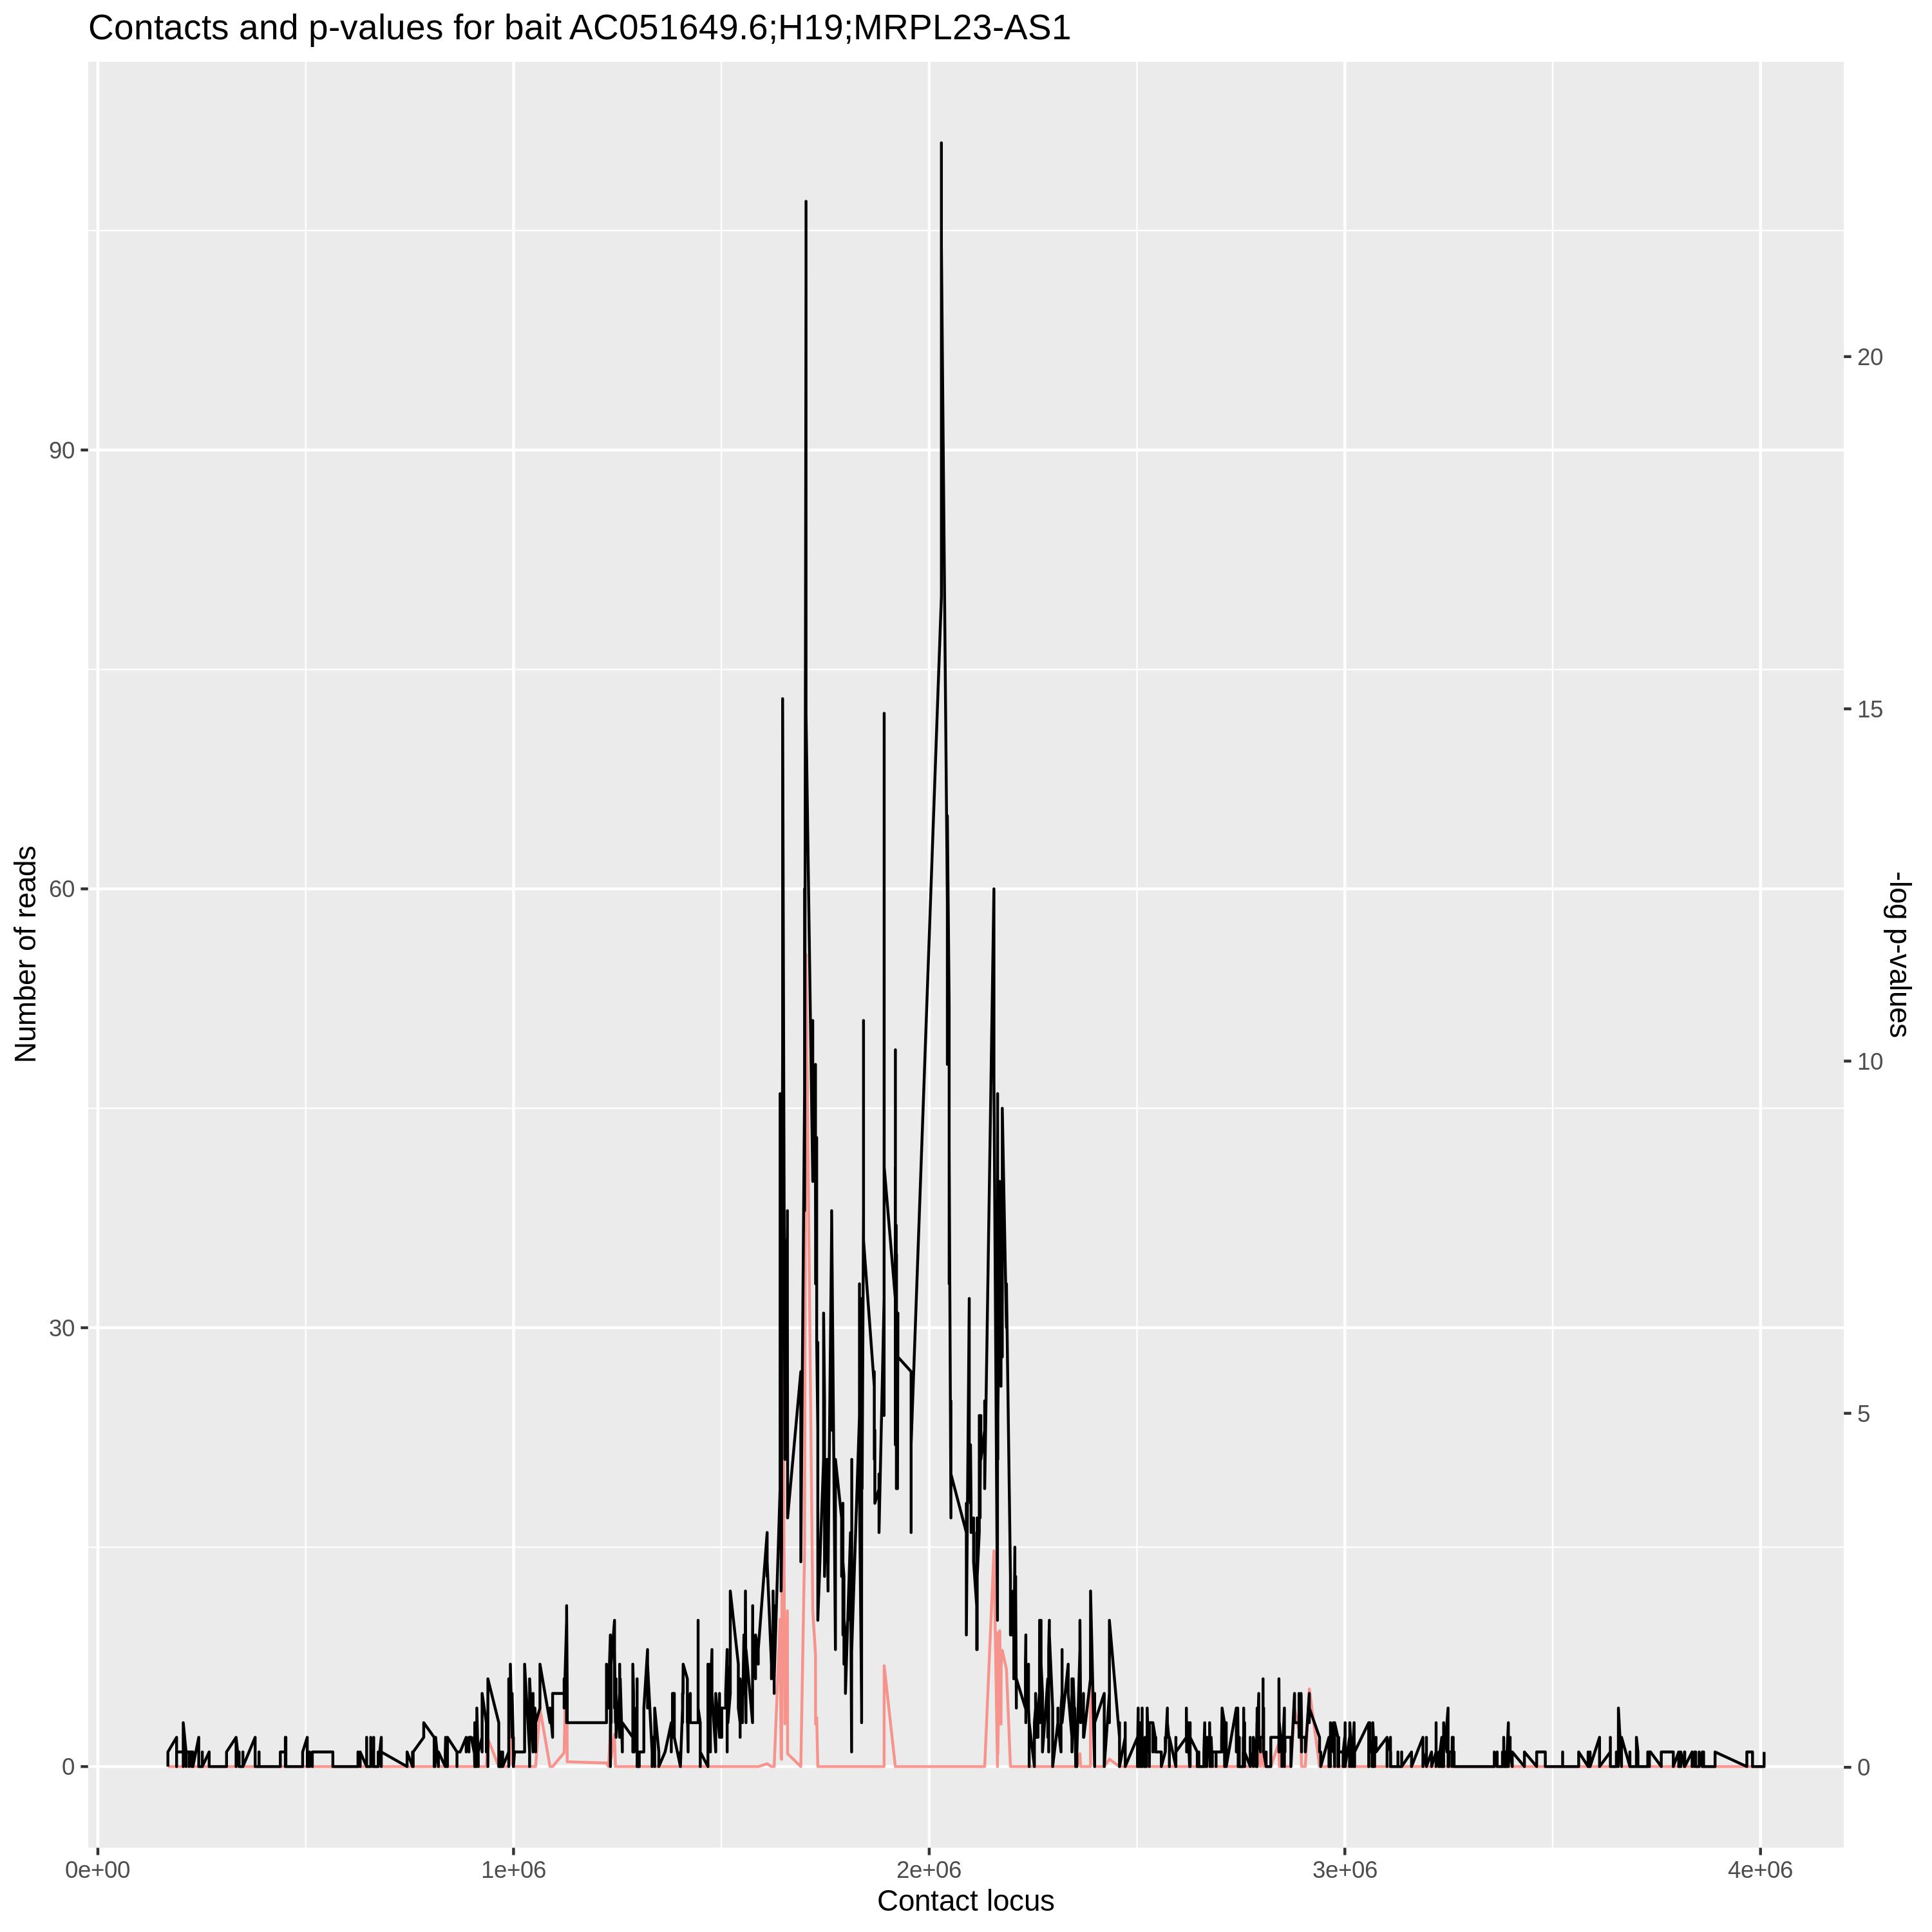 Contacts and p-values for bait AC051649.6;H19;MRPL23-AS1
Number of reads
90
60
30
0
20
15
10
5
0
-log p-values
0e+00
1e+06
2e+06
3e+06
4e+06
Contact locus